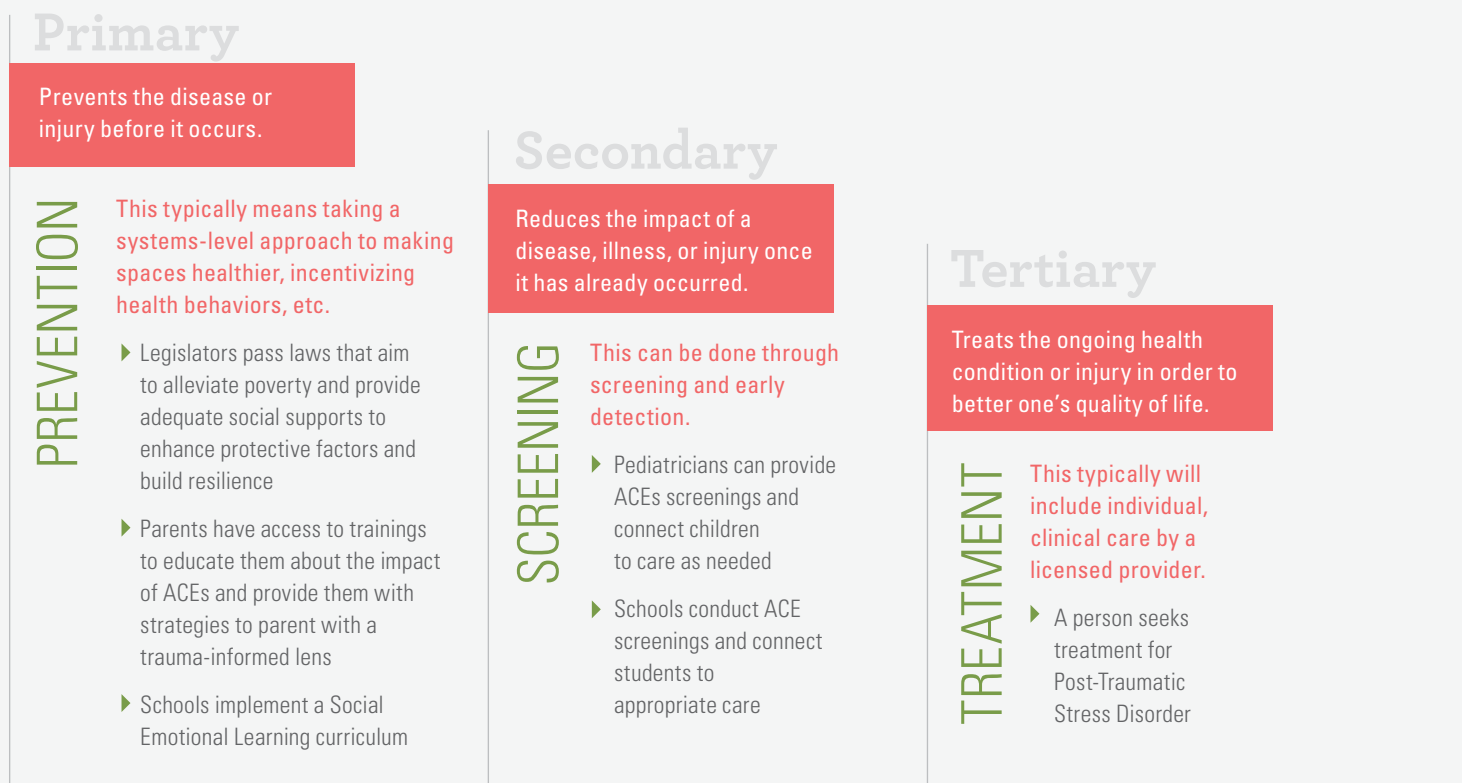 Primary
Prevents the disease or
injury before it occurs.
PREVENTION
This typically means taking a
systems-level approach to making
spaces healthier, incentivizing
health behaviors, etc.
Legislators pass laws that aim
to alleviate poverty and provide
adequate social supports to
enhance protective factors and
build resilience
Parents have access to trainings
to educate them about the impact
of ACEs and provide them with
strategies to parent with a
trauma-informed lens
Schools implement a Social
Emotional Learning curriculum
Secondary
Reduces the impact of a
disease, illness, or injury once
it has already occurred.
SCREENING
This can be done through
screening and early
detection.
Pediatricians can provide
ACEs screenings and
connect children
to care as needed
Schools conduct ACE
screenings and connect
students to
appropriate care
Tertiary
Treats the ongoing health
condition or injury in order to
better one’s quality of life.
TREATMENT
This typically will
include individual,
clinical care by a
licensed provider.
A person seeks
treatment for
Post-Traumatic
Stress Disorder